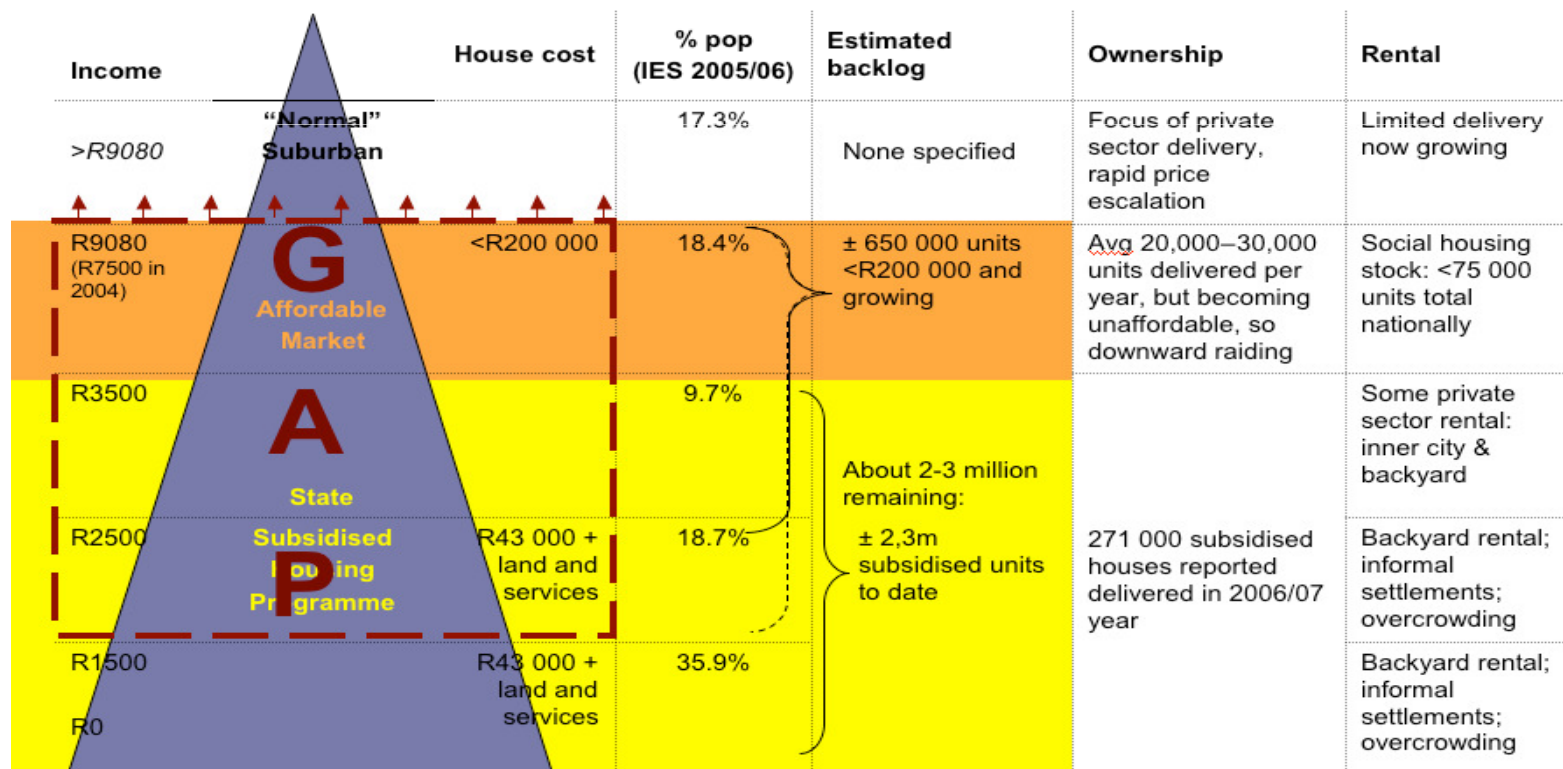 Income
House cost
% pop
(IES 2005/06)
Estimated
backlog
Ownership
Rental
>R9080
“Normal”
Suburban
17.3%
None specified
Focus of private
sector delivery,
rapid price
escalation
Limited delivery
now growing
R9080
(R7500 in
2004)
G
Affordable
Market
<R200 000
18.4%
± 650 000 units
<R200 000 and
growing
Avg 20,000–30,000
units delivered per
year, but becoming
unaffordable, so
downward raiding
Social housing
stock: <75 000
units total
nationally
R3500
A
State
9.7%
About 2-3 million
remaining:
± 2,3m
subsidised units
to date
Some private
sector rental:
inner city &
backyard
R2500
Subsidised
Housing
P
Programme
R43 000 +
land and
services
18.7%
271 000 subsidised
houses reported
delivered in 2006/07
year
Backyard rental;
informal
settlements;
overcrowding
R1500
R0
R43 000 +
land and
services
35.9%
Backyard rental;
informal
settlements;
overcrowding